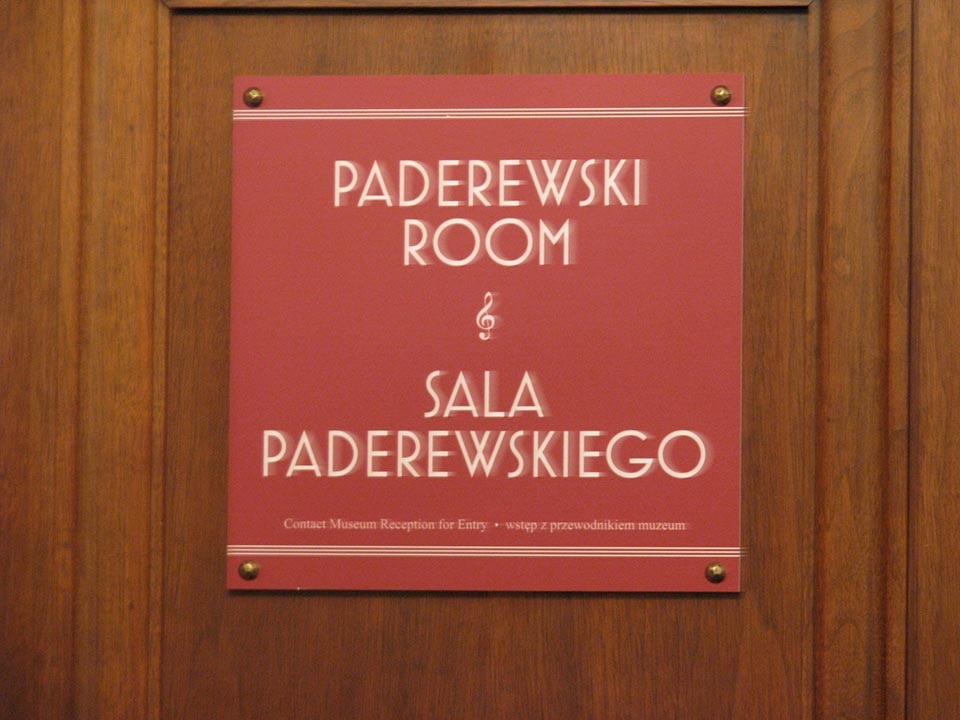 PADEREWSKI
ROOM
SALA
PADEREWSKIEGO
Contact Museum Reception for Entry • wstęp z przewodnikiem muzeum